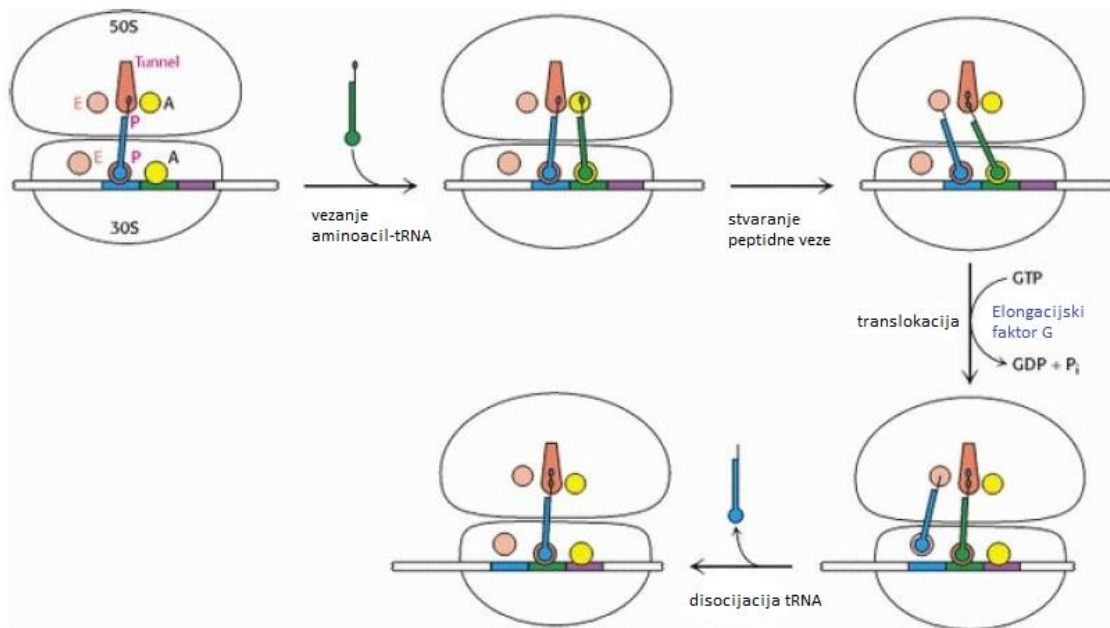 50S
Tunnel
E
A
P
E
P
A
30S
vezanje
aminoacil-tRNA
stvaranje
peptidne veze
translokacija
GTP
Elongacijski
faktor G
GDP + Pi
disocijacija tRNA